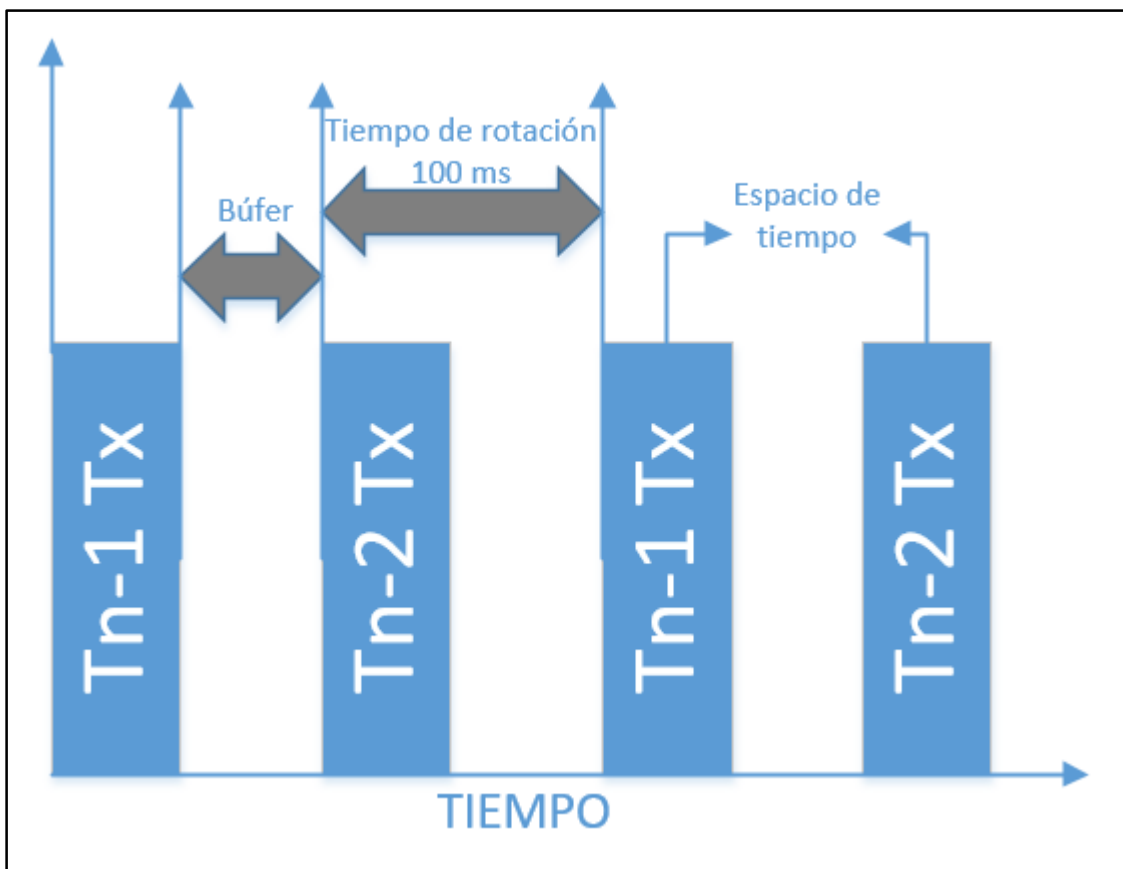 Tiempo de rotación
100 ms
Búfer
Espacio de
tiempo
Tn-1 Tx
Tn-2 Tx
Tn-1 Tx
Tn-2 Tx
TIEMPO